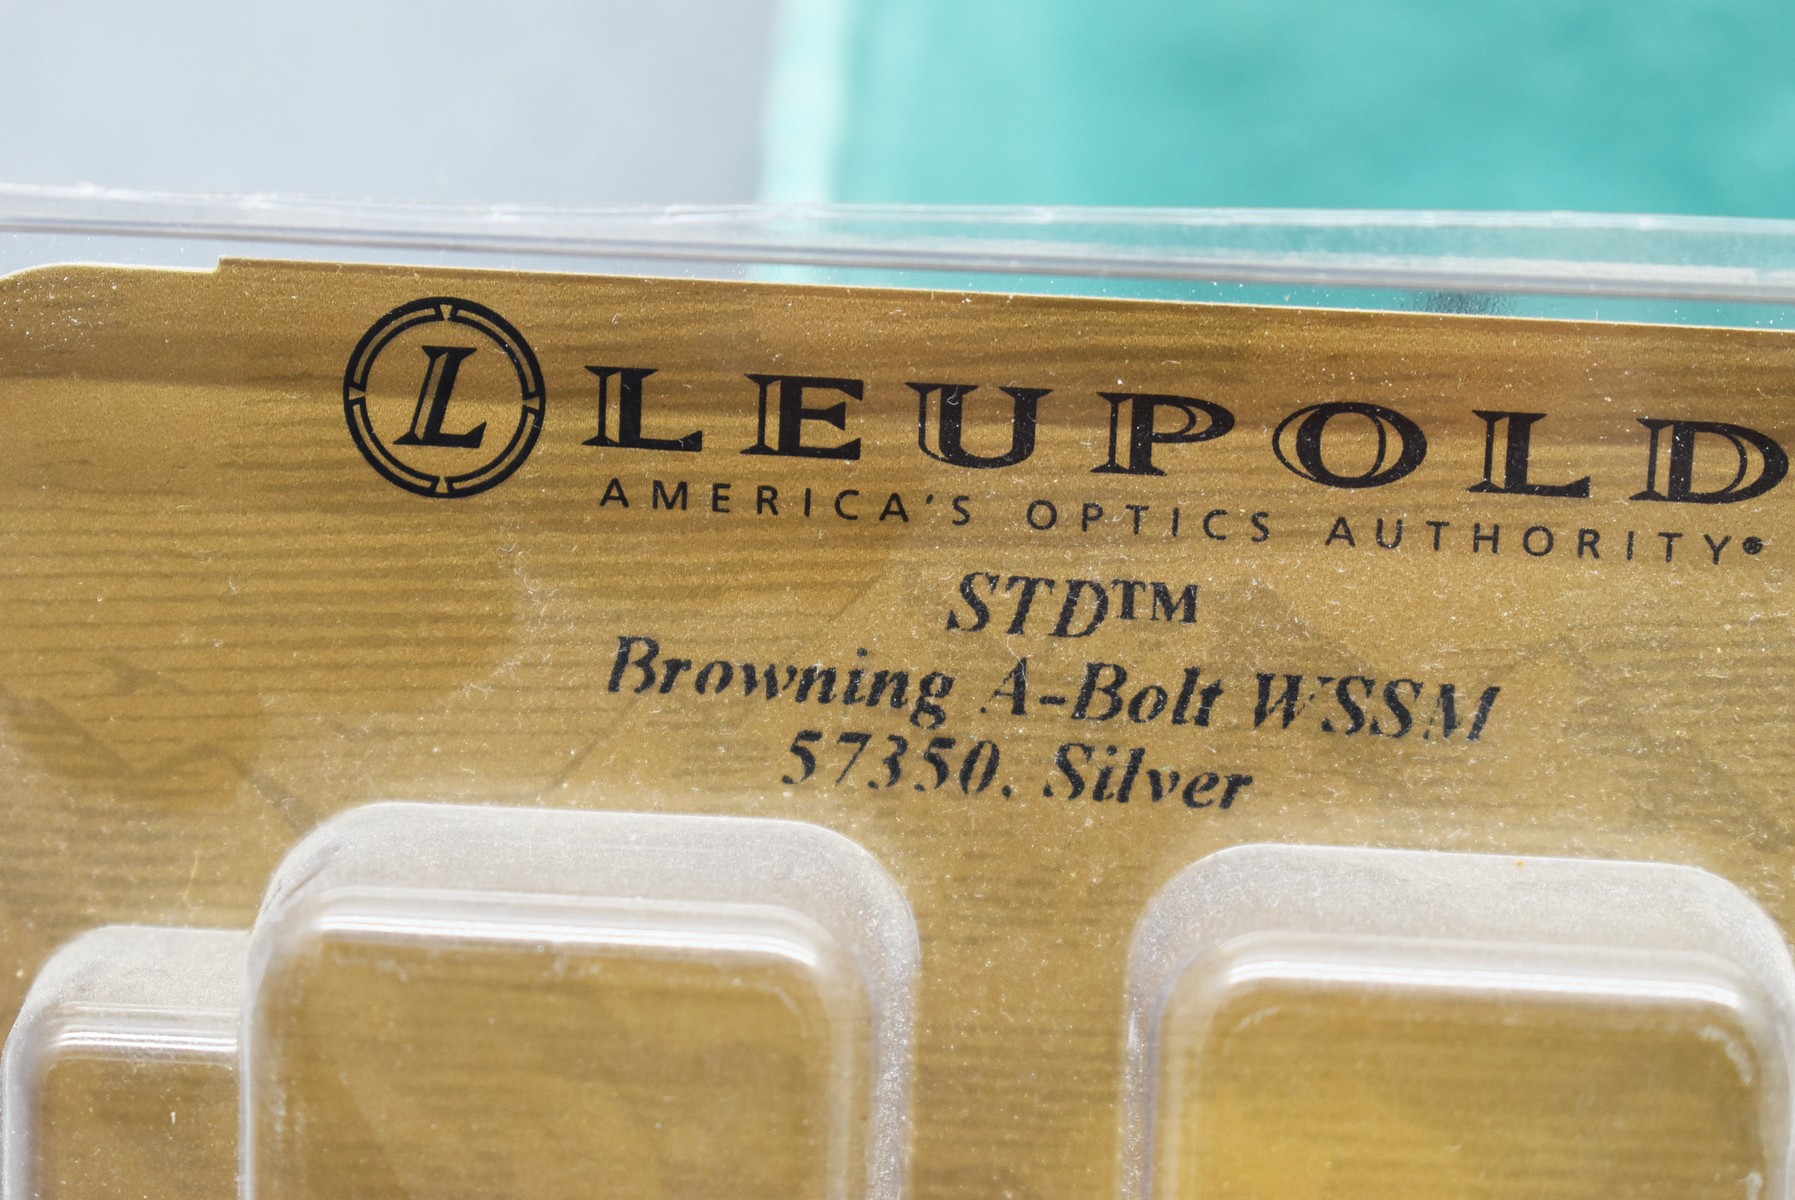 L LEUPOLD
AMERICA'S OPTICS AUTHORITY®
STD™
Browning A-Bolt WSSM
57350, Silver